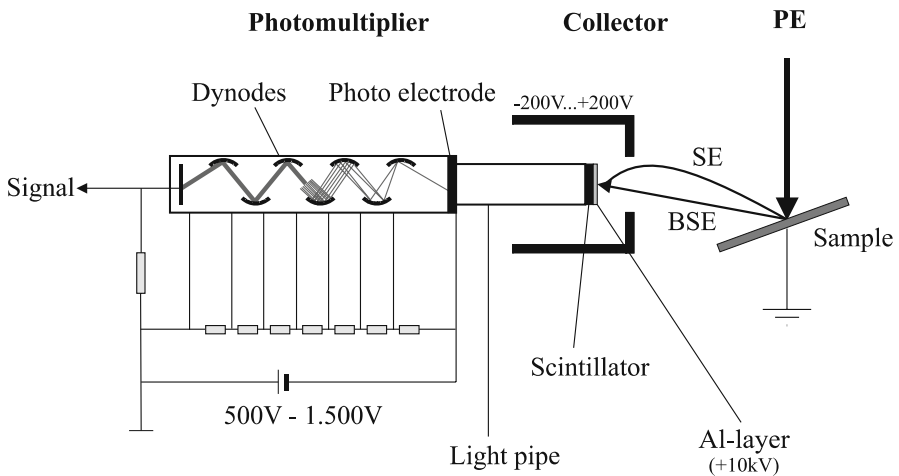 Photomultiplier
Collector
PE
Dynodes
Photo electrode
-200V...+200V
SE
Signal
BSE
Sample
Scintillator
500V - 1.500V
Light pipe
Al-layer
(+10kV)